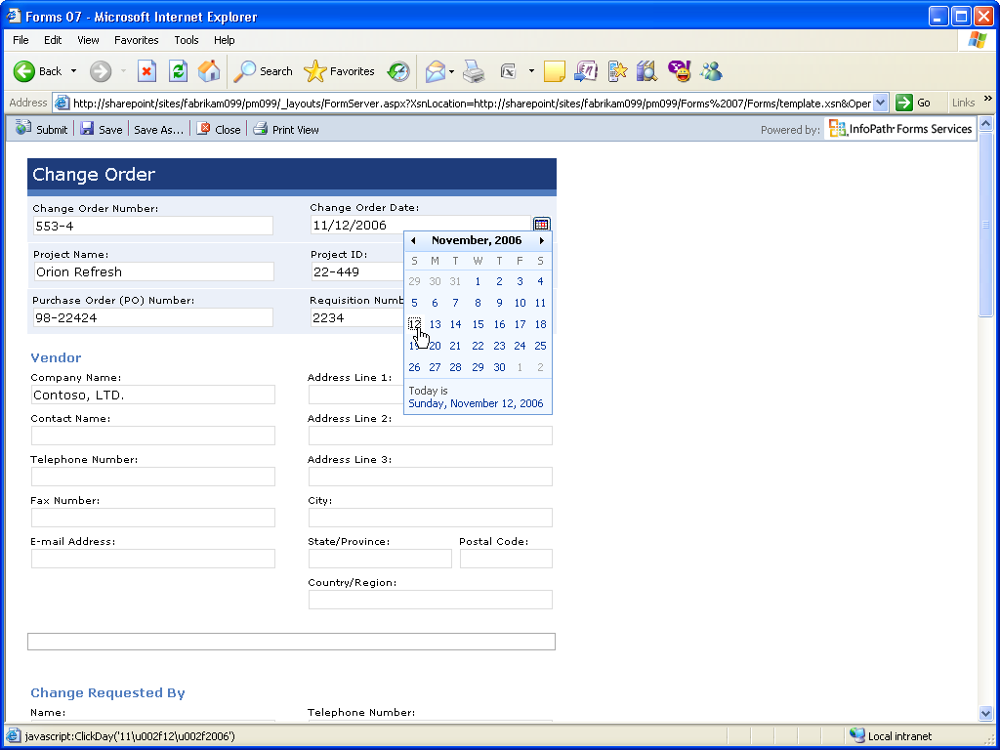 Forms 07 - Microsoft Internet Explorer
File Edit View Favorites Tools Help
Back Search Favorites
Address http://sharepoint/sites/fabrikam099/pm099/_layouts/FormServer.aspx?XsnLocation=http://sharepoint/sites/fabrikam099/pm099/Forms%2007/Forms/template.xsn&Oper Go Links »
Submit Save Save As... Close Print View Powered by: InfoPath Forms Services
Change Order
Change Order Number: Change Order Date:
553-4 11/12/2006
November, 2006
Project Name: Project ID:
S M T W T F S
Orion Refresh 22-449
29 30 31 1 2 3 4
Purchase Order (PO) Number: Requisition Numb
5 6 7 8 9 10 11
98-22424 2234
12 13 14 15 16 17 18
19 20 21 22 23 24 25
Vendor
26 27 28 29 30 1 2
Company Name: Address Line 1:
Today is
Contoso, LTD.
Sunday, November 12, 2006
Contact Name: Address Line 2:
Telephone Number: Address Line 3:
Fax Number: City:
E-mail Address: State/Province: Postal Code:
Country/Region:
Change Requested By
Name: Telephone Number:
javascript:ClickDay('11\u002f12\u002f2006') Local intranet